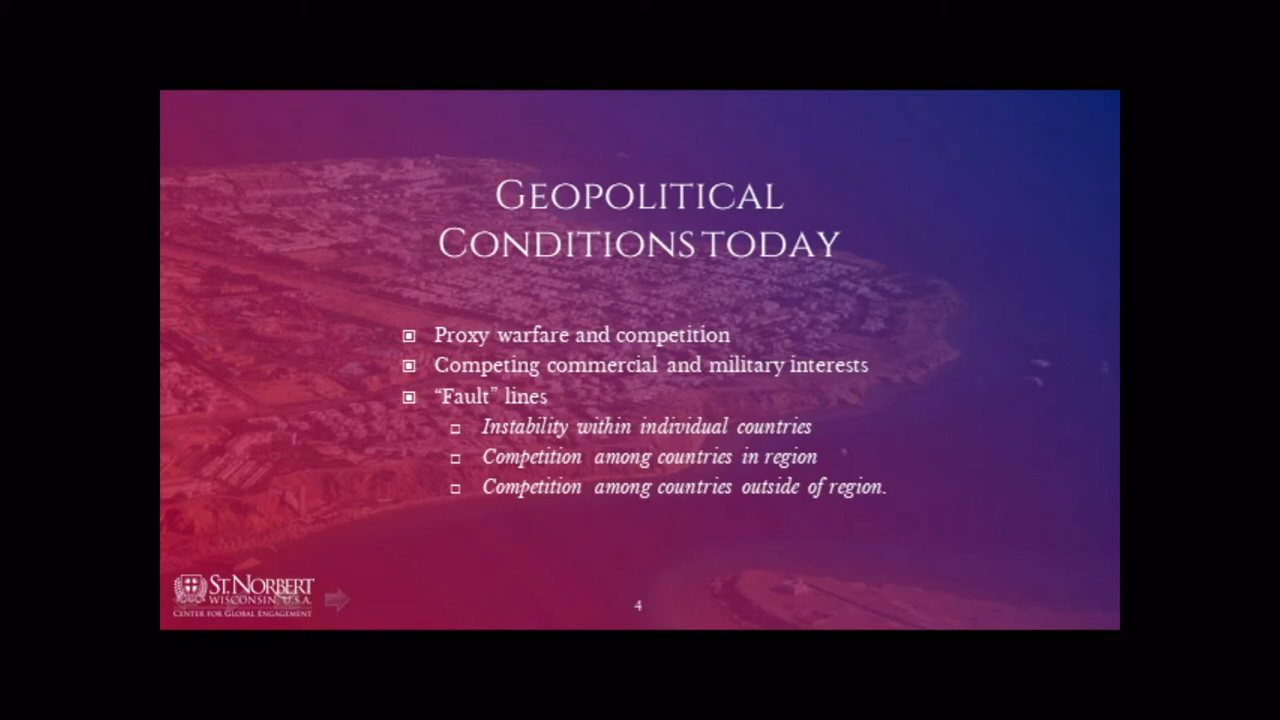 GEOPOLITICAL
CONDITIONS TODAY
Proxy warfare and competition
Competing commercial and military interests
“Fault” lines
Instability within individual countries
Competition among countries in region
Competition among countries outside of region.
ST. NORBERT
WISCONSIN, U.S.A.
CENTER FOR GLOBAL ENGAGEMENT
4